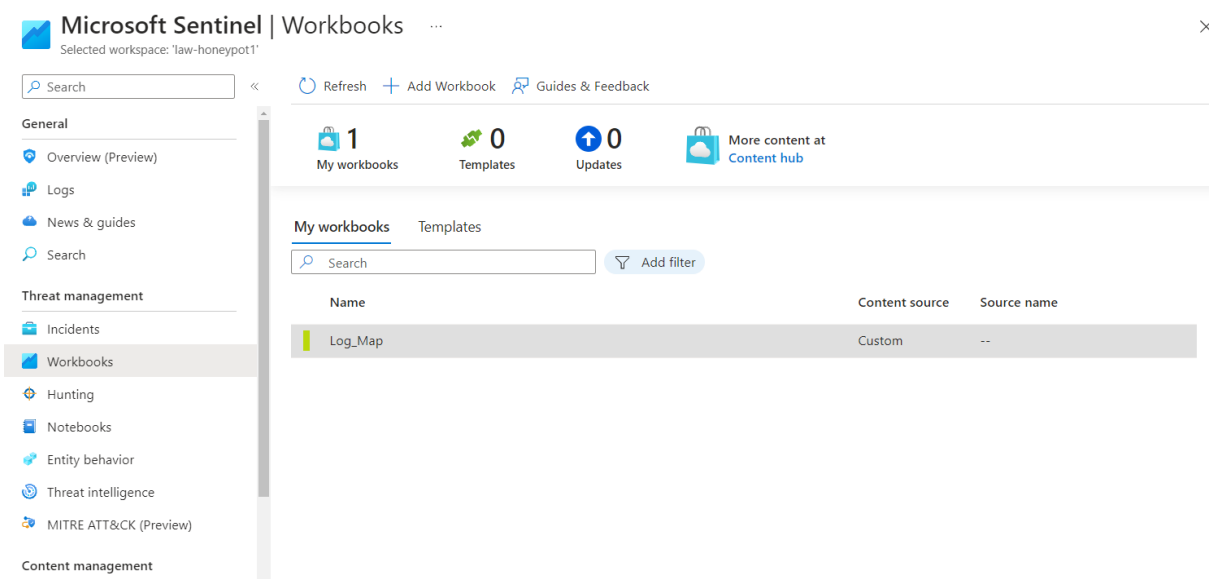 Microsoft Sentinel | Workbooks ...
Selected workspace: 'law-honeypot1'
Search
General
Overview (Preview)
Logs
News & guides
Search
Threat management
Incidents
Workbooks
Hunting
Notebooks
Entity behavior
Threat intelligence
MITRE ATT&CK (Preview)
Content management
Refresh Add Workbook Guides & Feedback
1 0 0
My workbooks Templates Updates
More content at
Content hub
My workbooks Templates
Search Add filter
Name Content source Source name
Log_Map Custom --